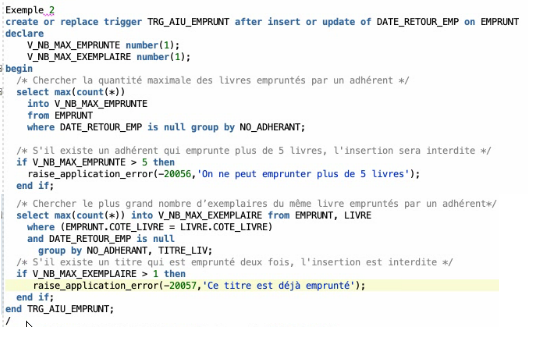 Exemple 2
create or replace trigger TRG_AIU_EMPRUNT after insert or update of DATE_RETOUR_EMP on EMPRUNT
declare
V_NB_MAX_EMPRUNTE number(1);
V_NB_MAX_EXEMPLAIRE number(1);
begin
/* Chercher la quantité maximale des livres empruntés par un adhérent */
select max(count(*))
into V_NB_MAX_EMPRUNTE
from EMPRUNT
where DATE_RETOUR_EMP is null group by NO_ADHERANT;
/* S'il existe un adhérent qui emprunte plus de 5 livres, l'insertion sera interdite */
if V_NB_MAX_EMPRUNTE > 5 then
raise_application_error(-20056,'On ne peut emprunter plus de 5 livres');
end if;
/* Chercher le plus grand nombre d'exemplaires du même livre empruntés par un adhérent*/
select max(count(*)) into V_NB_MAX_EXEMPLAIRE from EMPRUNT, LIVRE
where (EMPRUNT.COTE_LIVRE = LIVRE.COTE_LIVRE)
and DATE_RETOUR_EMP is null
group by NO_ADHERANT, TITRE_LIV;
/* S'il existe un titre qui est emprunté deux fois, l'insertion est interdite */
if V_NB_MAX_EXEMPLAIRE > 1 then
raise_application_error(-20057,'Ce titre est déjà emprunté');
end if;
end TRG_AIU_EMPRUNT;
/